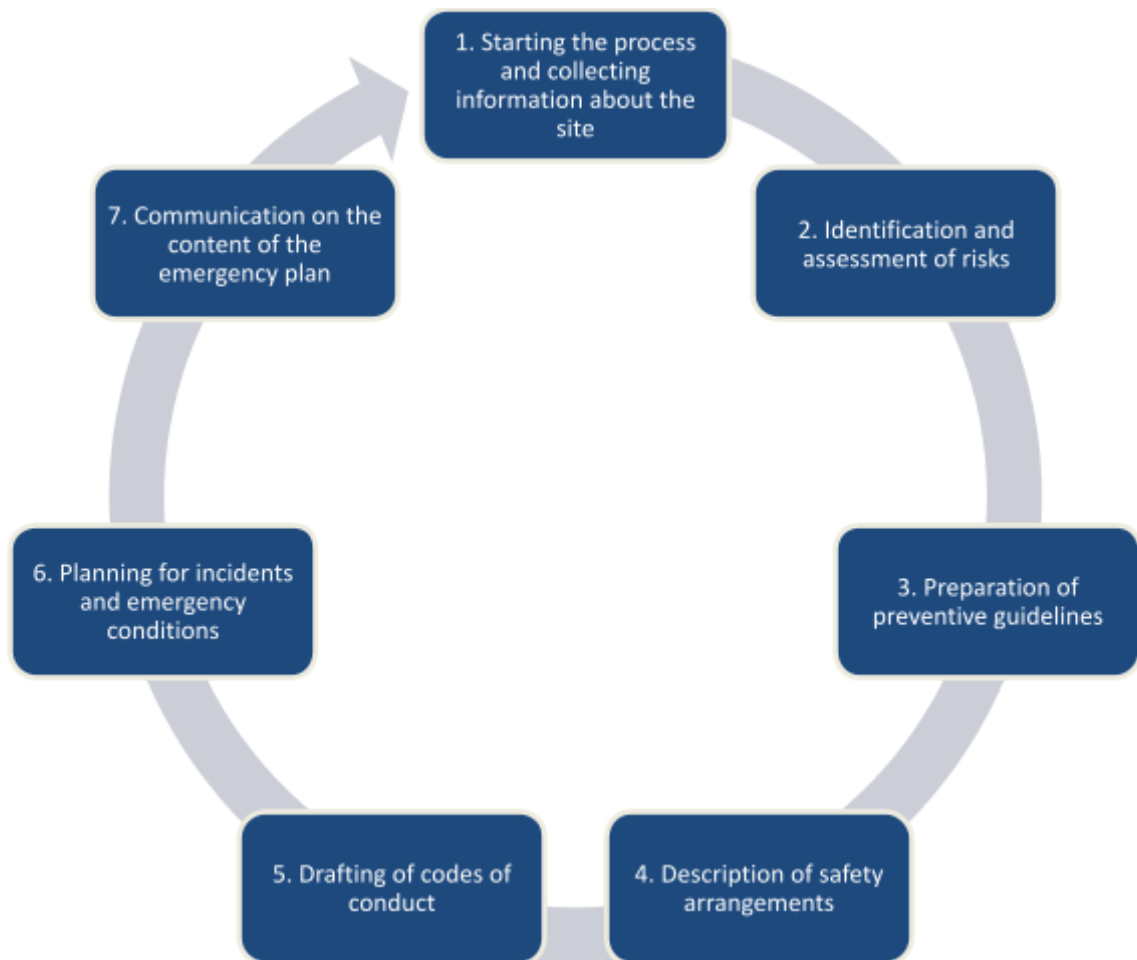 1. Starting the process
and collecting
information about the
site
2. Identification and
assessment of risks
3. Preparation of
preventive guidelines
4. Description of safety
arrangements
5. Drafting of codes of
conduct
6. Planning for incidents
and emergency
conditions
7. Communication on the
content of the
emergency plan